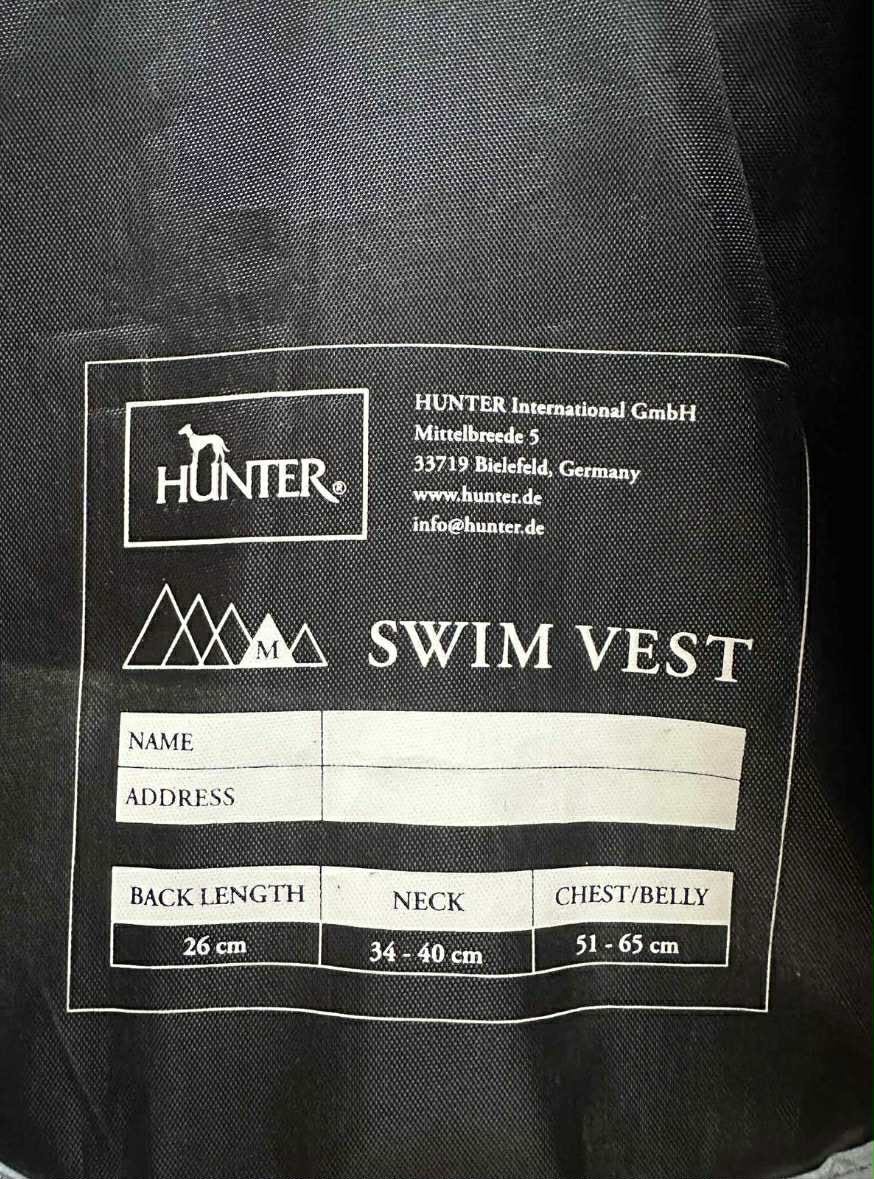 HUNTER®
HUNTER International GmbH
Mittelbreede 5
33719 Bielefeld, Germany
www.hunter.de
info@hunter.de
M
SWIM VEST
NAME
ADDRESS
BACK LENGTH NECK CHEST/BELLY
26 cm 34 - 40 cm 51 - 65 cm